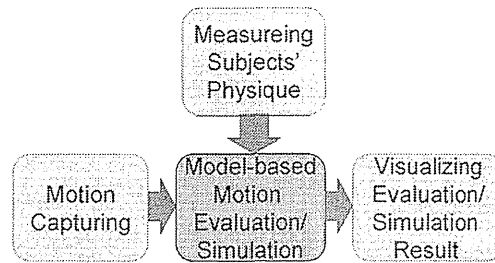 Measureing
Subjects'
Physique
Motion
Capturing
Model-based
Motion
Evaluation/
Simulation
Visualizing
Evaluation/
Simulation
Result